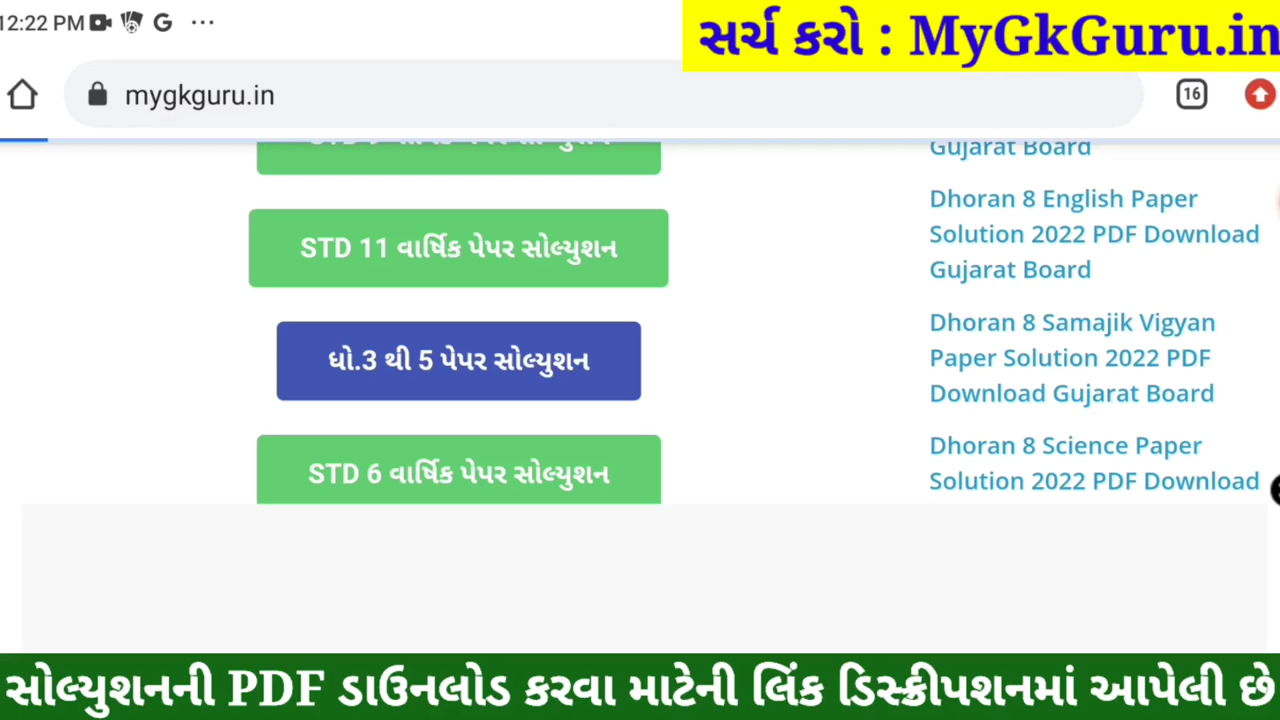 12:22 PM
સર્ચ કરો : MyGkGuru.in
mygkguru.in
16
STD 11 વાર્ષિક પેપર સોલ્યુશન
ધો.3 થી 5 પેપર સોલ્યુશન
STD 6 વાર્ષિક પેપર સોલ્યુશન
Gujarat Board
Dhoran 8 English Paper
Solution 2022 PDF Download
Gujarat Board
Dhoran 8 Samajik Vigyan
Paper Solution 2022 PDF
Download Gujarat Board
Dhoran 8 Science Paper
Solution 2022 PDF Download
સોલ્યુશનની PDF ડાઉનલોડ કરવા માટેની લિંક ડિસ્ક્રીપશનમાં આપેલી છે